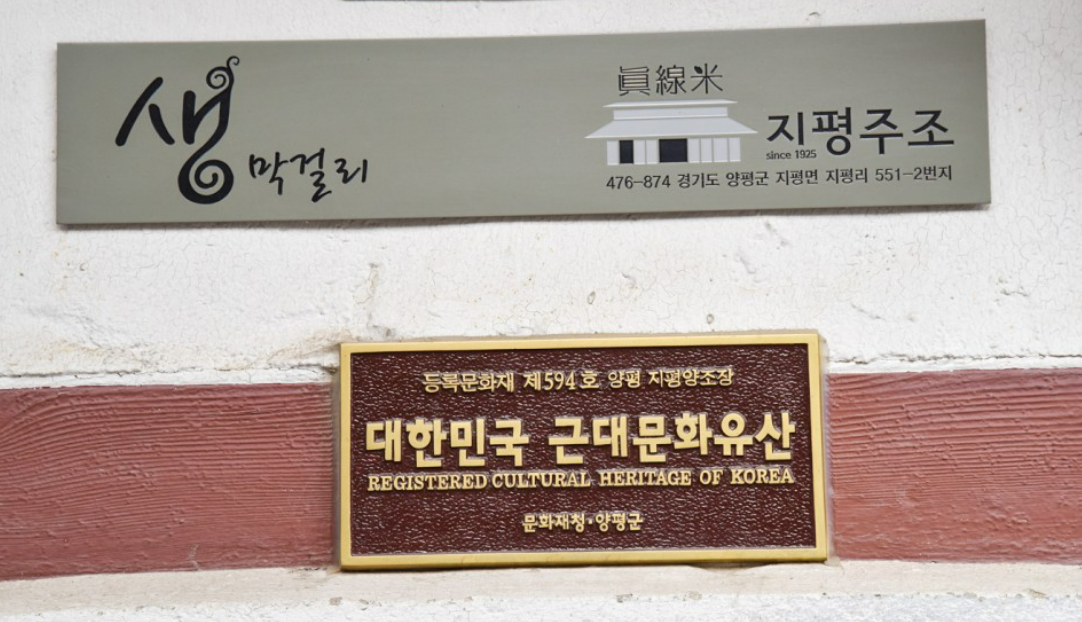 생 막걸리
眞線米
지평주조
since 1925
476-874 경기도 양평군 지평면 지평리 551-2번지
등록문화재 제594호 양평 지평양조장
대한민국 근대문화유산
REGISTERED CULTURAL HERITAGE OF KOREA
문화재청·양평군